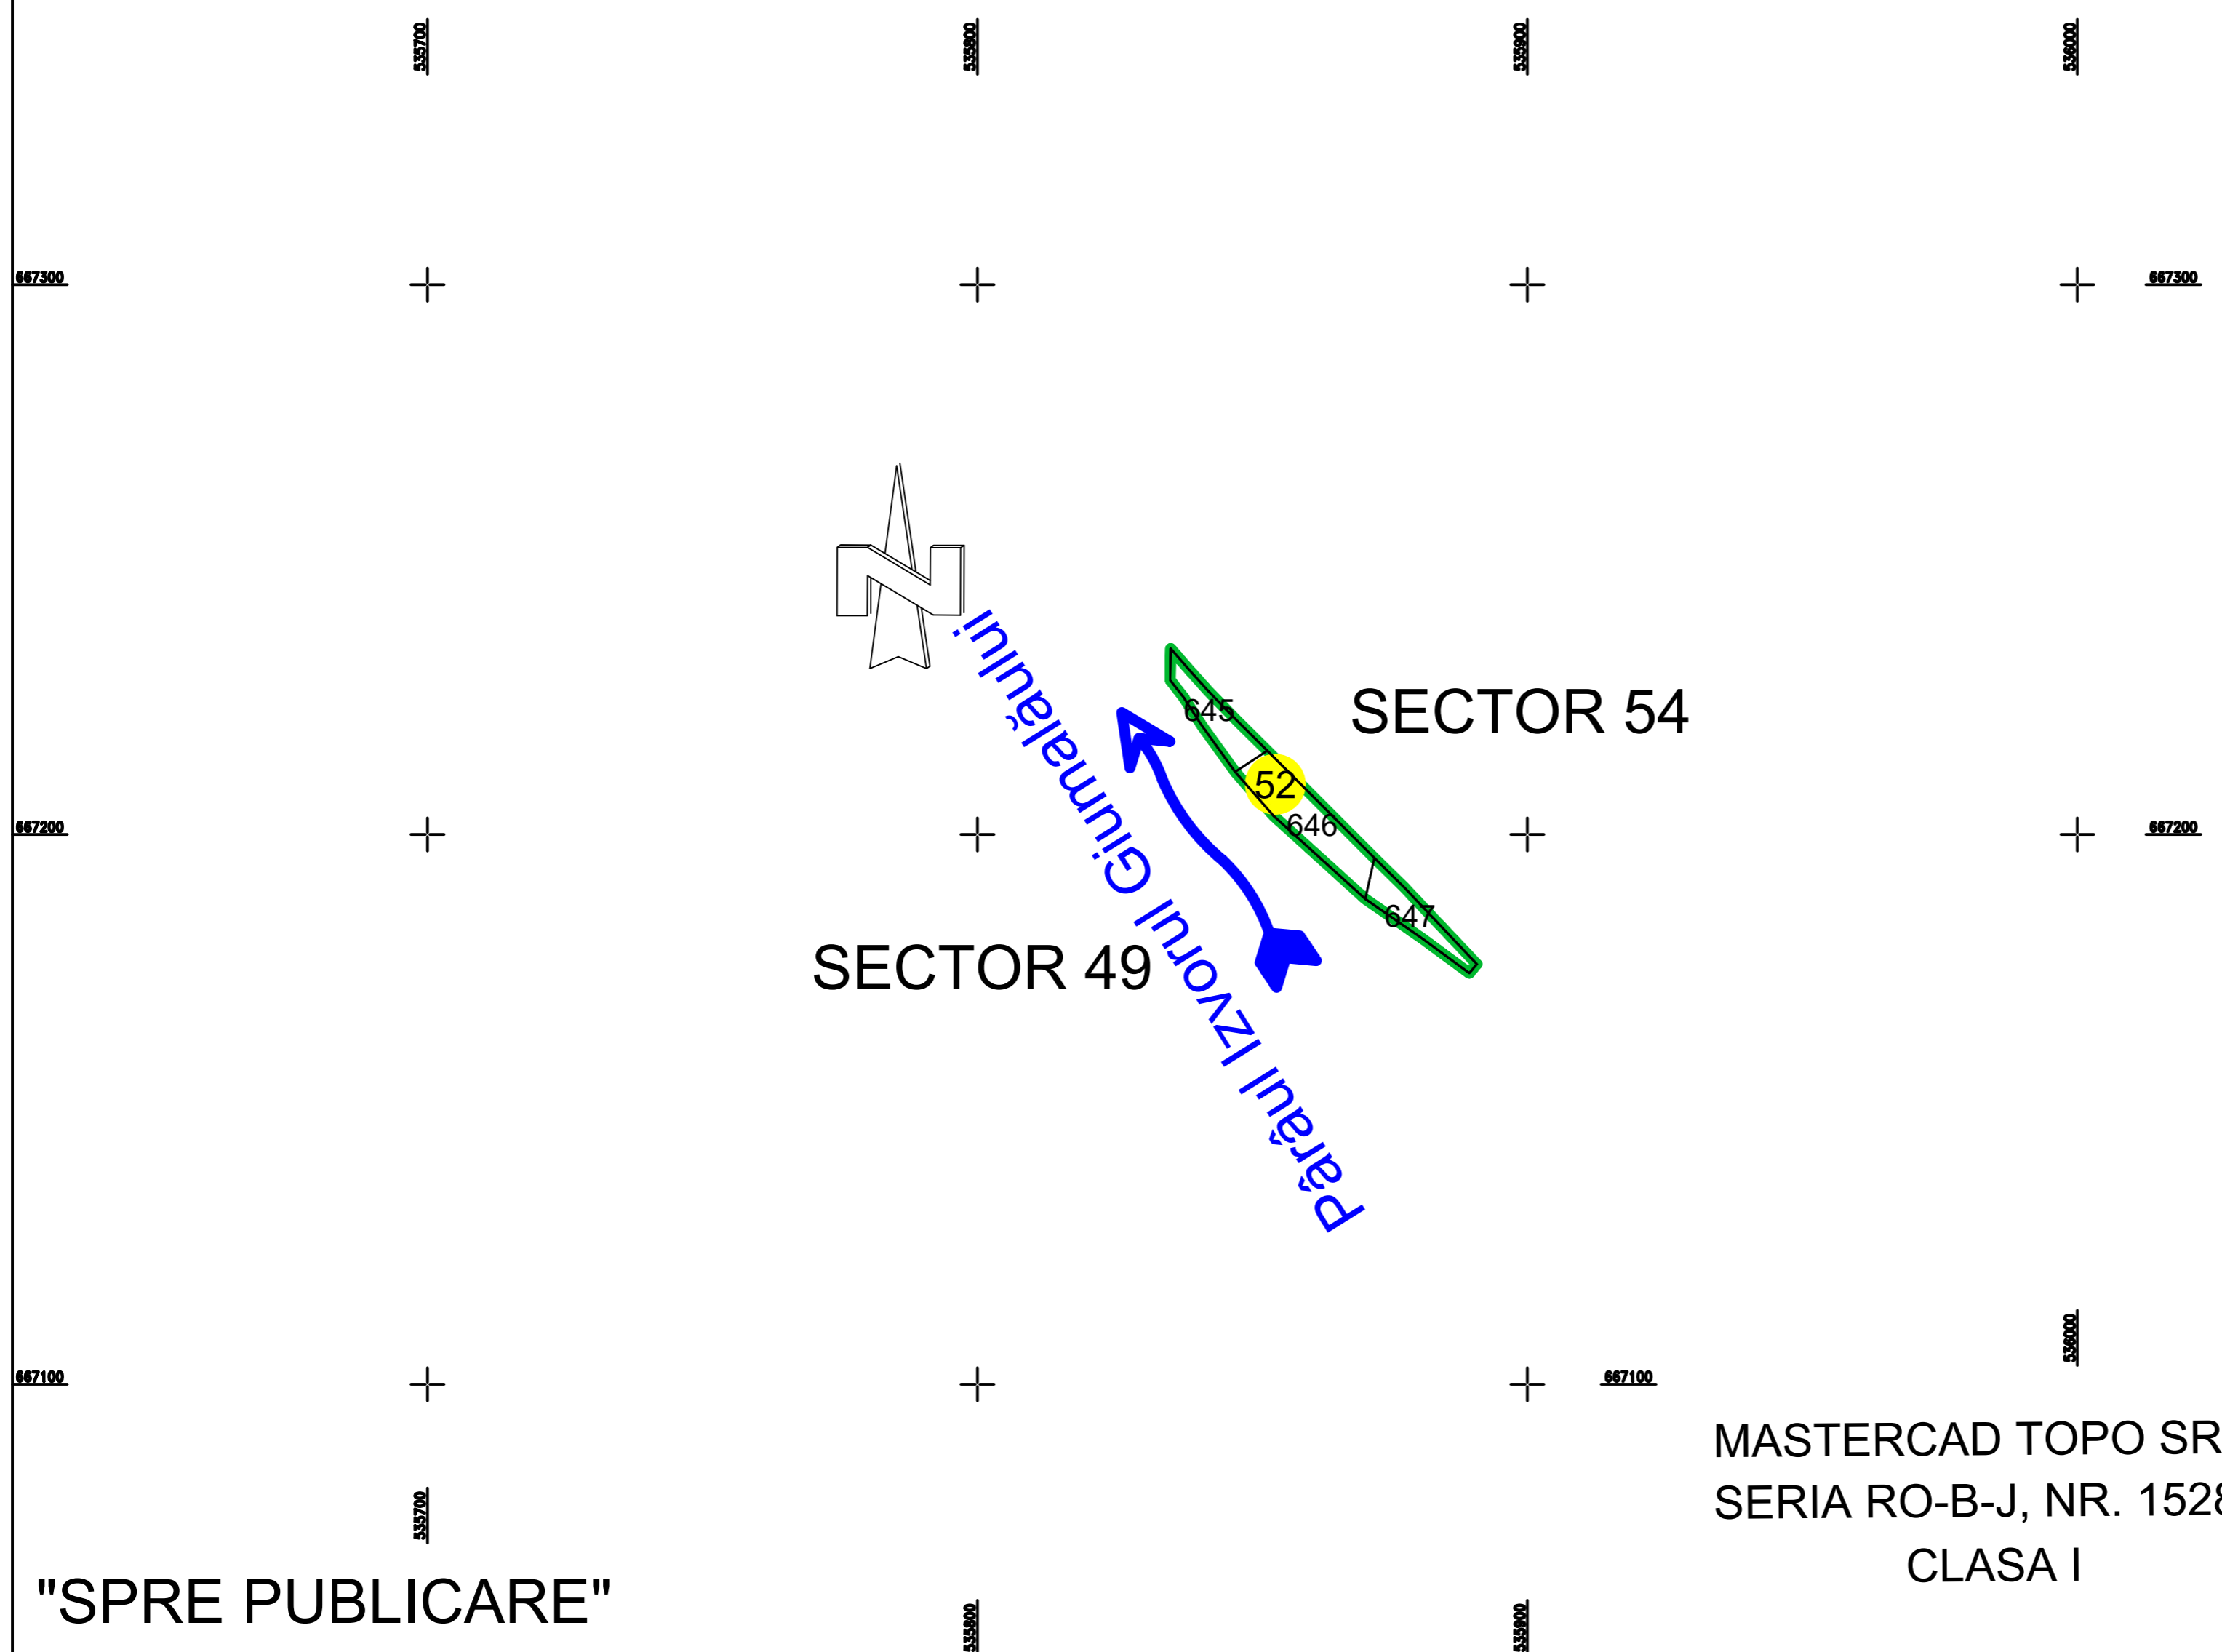 535700
535800
535900
536000
667300
667300
N
SECTOR 54
645
52
646
647
667200
667200
Pârâul Izvorul Giumalăului
SECTOR 49
536000
667100
667100
MASTERCAD TOPO SR
SERIA RO-B-J, NR. 1528
CLASA I
535700
"SPRE PUBLICARE"
535800
535900